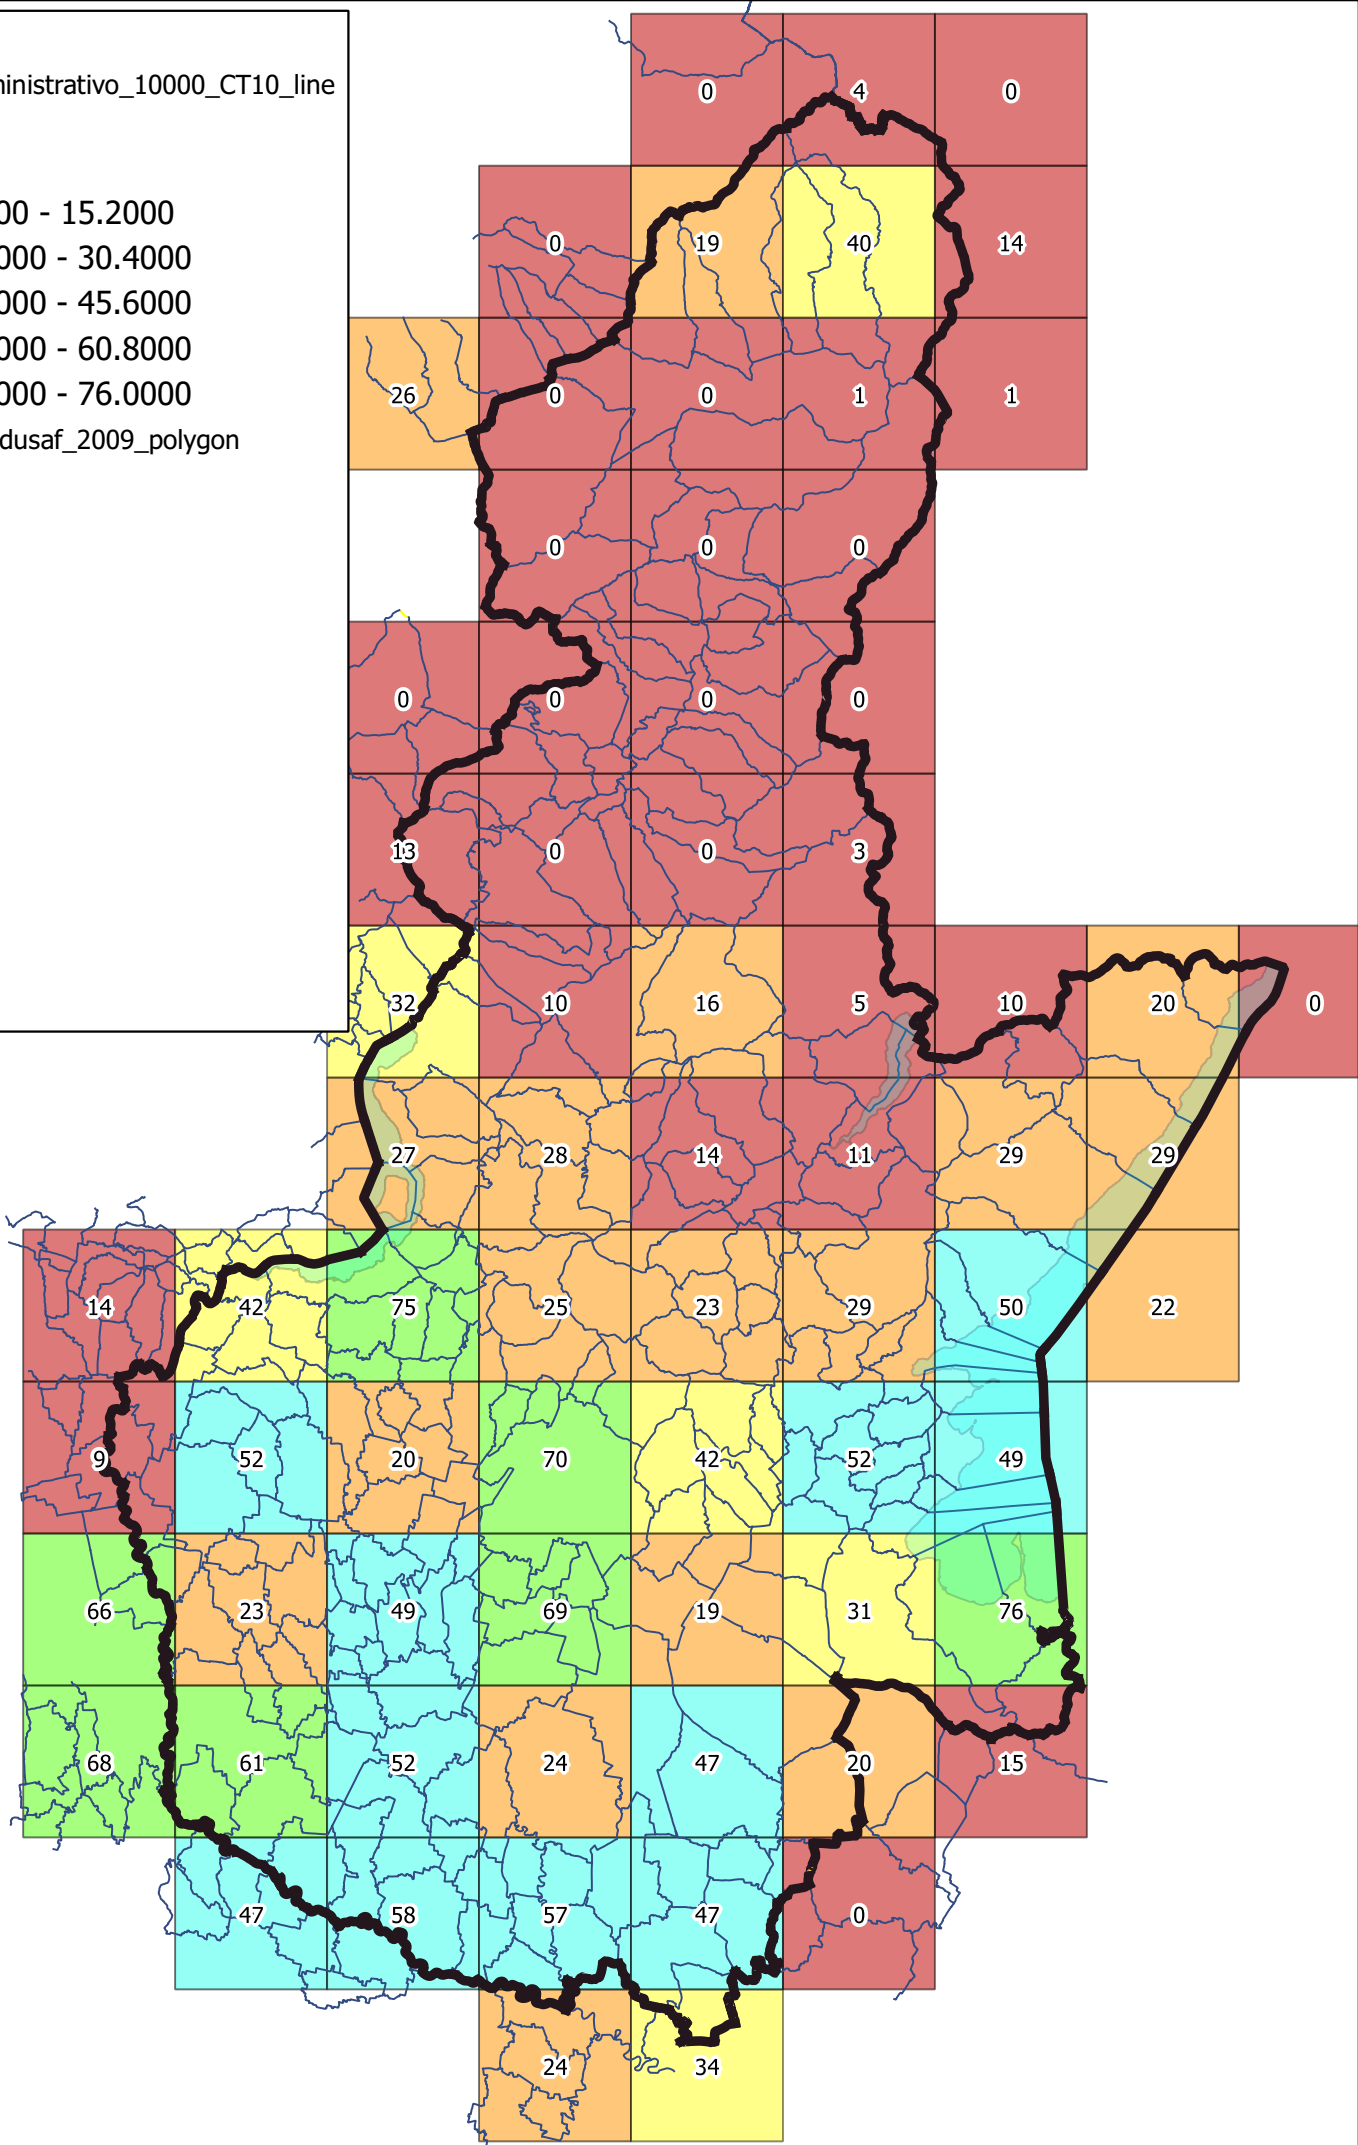 ministrativo_10000_CT10_line
00 - 15.2000
000 - 30.4000
000 - 45.6000
000 - 60.8000
000 - 76.0000
dusaf_2009_polygon
0 4 0
0 19 40 14
26 0 0 1 1
0 0 0
0 0 0 0
13 0 0 3
32 10 16 5 10 20 0
27 28 14 11 29 29
14 42 75 25 23 29 50 22
9 52 20 70 42 52 49
66 23 49 69 19 31 76
68 61 52 24 47 20 15
47 58 57 47 0
24 34